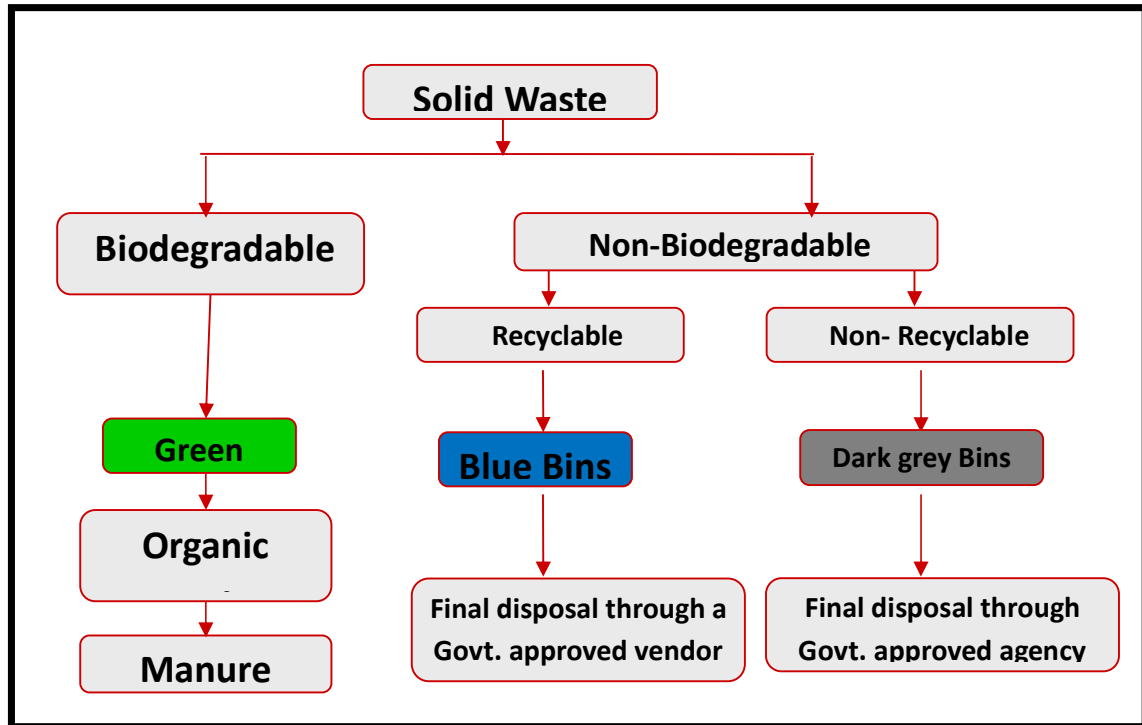 Solid Waste
Biodegradable
Non-Biodegradable
Recyclable
Non- Recyclable
Green
Blue Bins
Dark grey Bins
Organic
Manure
Final disposal through a
Govt. approved vendor
Final disposal through
Govt. approved agency